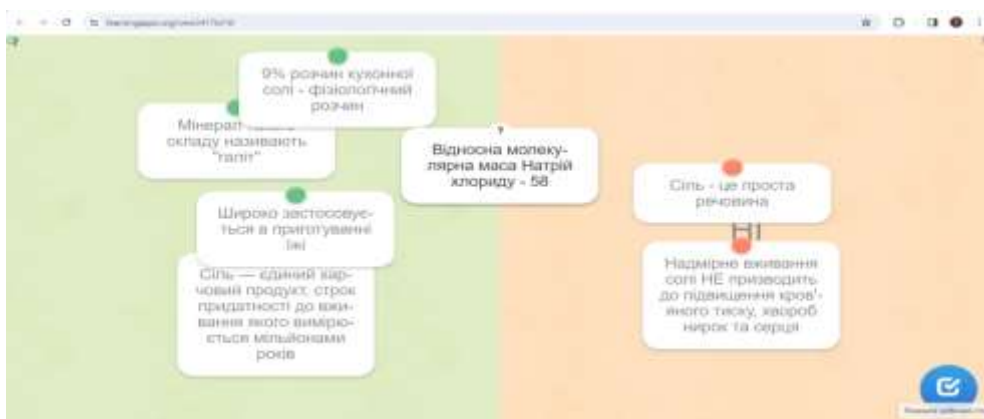 9% розчин кухонної
солі - фізіологічний
розчин
Мінерал
складу називають
"галіт"
Відносна молеку-
лярна маса Натрій
хлориду - 58
Сіль - це проста
речовина
Широко застосовує-
ться в приготуванні
їжі
Сіль — єдиний хар-
човий продукт, строк
придатності до вжи-
вання якого вимірю-
ється мільйонами
років
Надмірне вживання
солі НЕ призводить
до підвищення кров'-
яного тиску, хвороб
нирок та серця